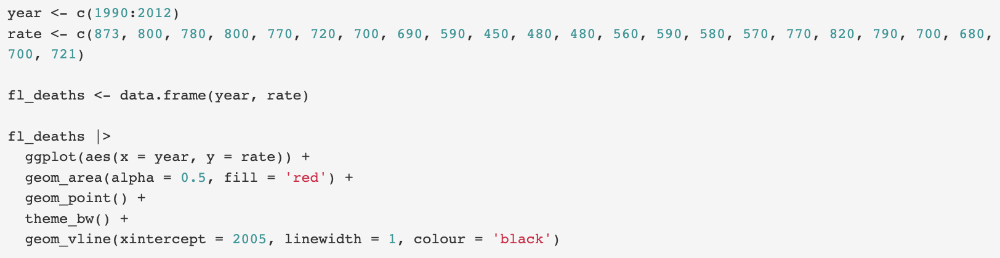 year <- c(1990:2012)
rate <- c(873, 800, 780, 800, 770, 720, 700, 690, 590, 450, 480, 480, 560, 590, 580, 570, 770, 820, 790, 700, 680,
700, 721)
fl_deaths <- data.frame(year, rate)
fl_deaths |>
  ggplot(aes(x = year, y = rate)) +
  geom_area(alpha = 0.5, fill = 'red') +
  geom_point() +
  theme_bw() +
  geom_vline(xintercept = 2005, linewidth = 1, colour = 'black')